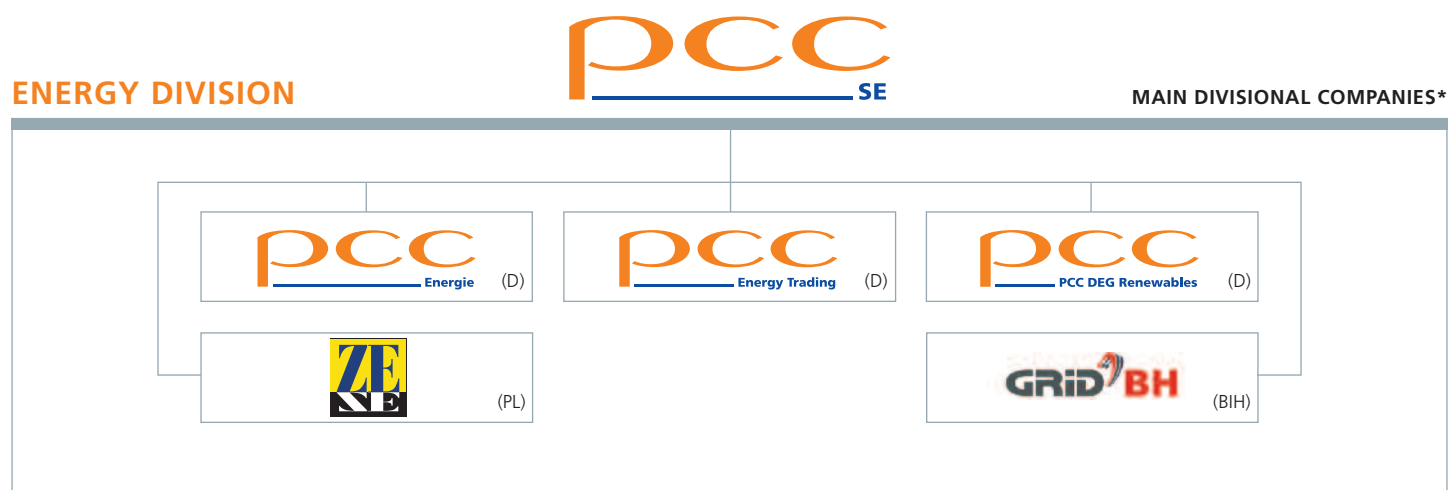 pcc
SE
ENERGY DIVISION
MAIN DIVISIONAL COMPANIES*
pcc
Energie
(D)
pcc
Energy Trading
(D)
pcc
PCC DEG Renewables
(D)
ZE
NE
(PL)
GRiD BH
(BIH)